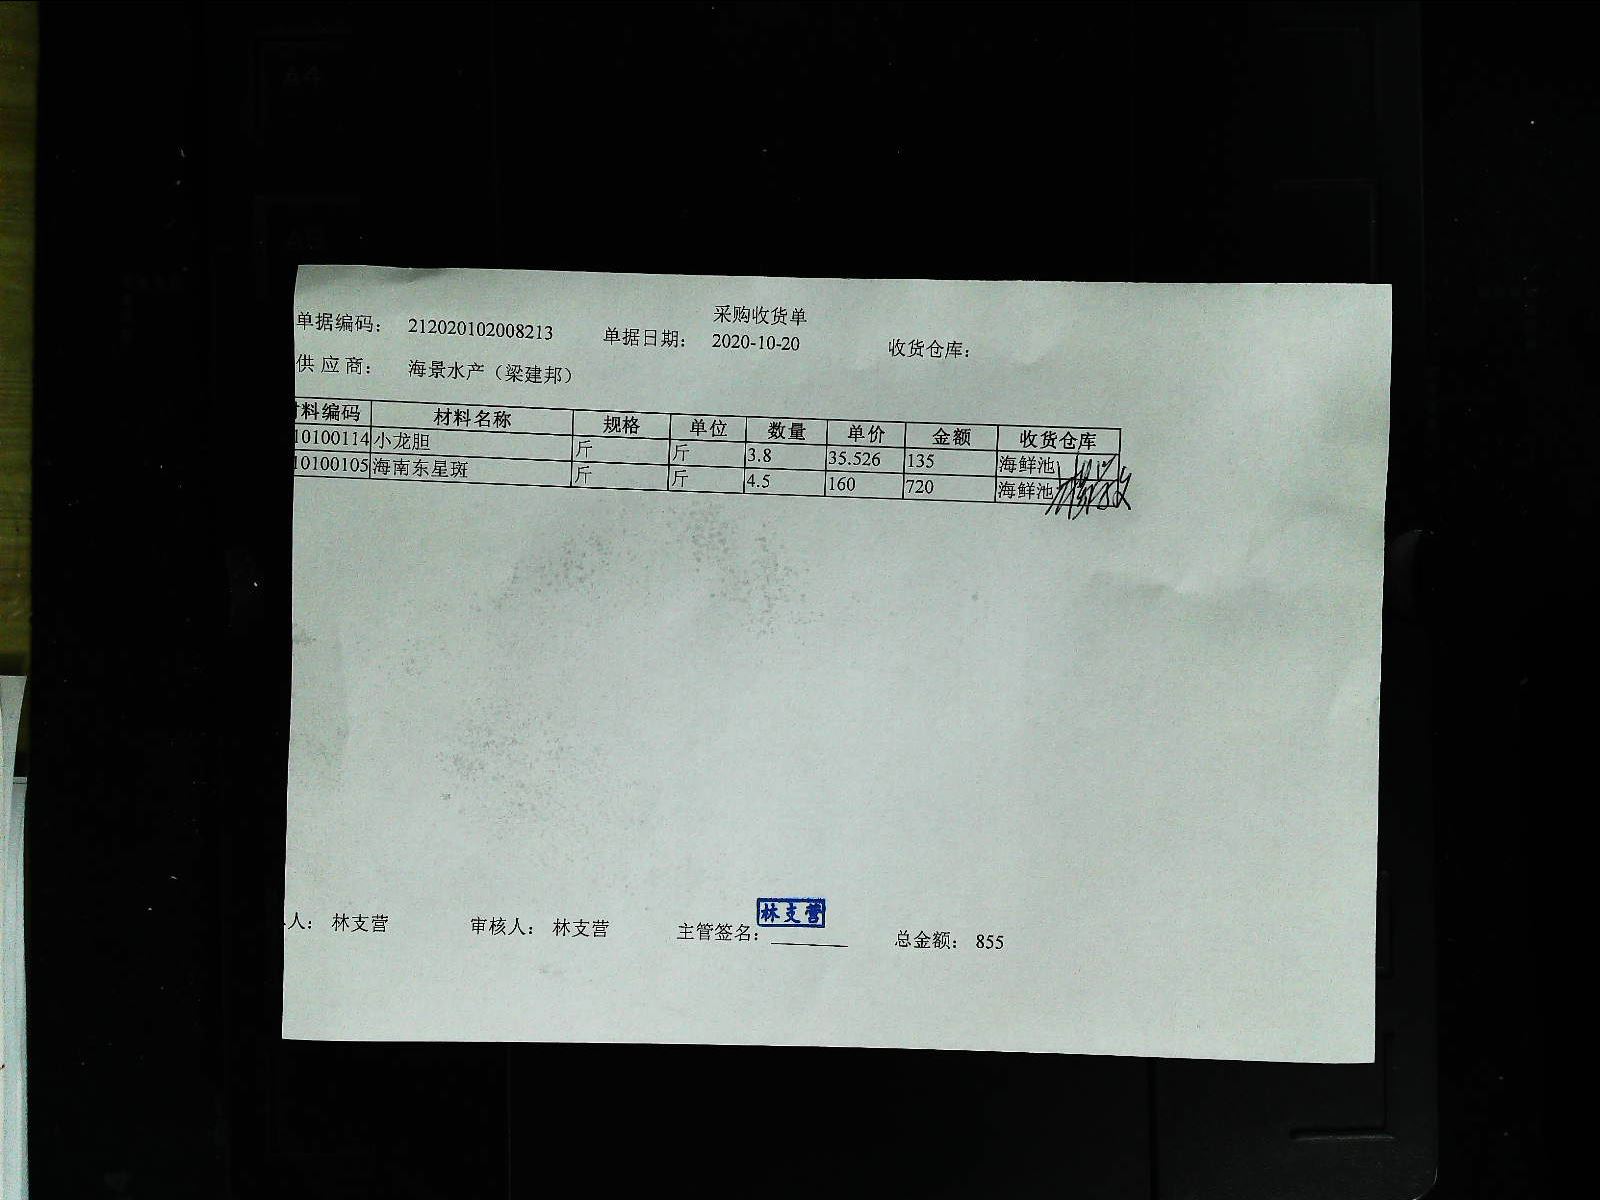 采购收货单
单据编码： 212020102008213 单据日期： 2020-10-20 收货仓库：
供 应 商： 海景水产（梁建邦）
材料编码 材料名称 规格 单位 数量 单价 金额 收货仓库
10100114 小龙胆 斤 斤 3.8 35.526 135 海鲜池
10100105 海南东星斑 斤 斤 4.5 160 720 海鲜池
林支营
人： 林支营 审核人： 林支营 主管签名： 总金额： 855